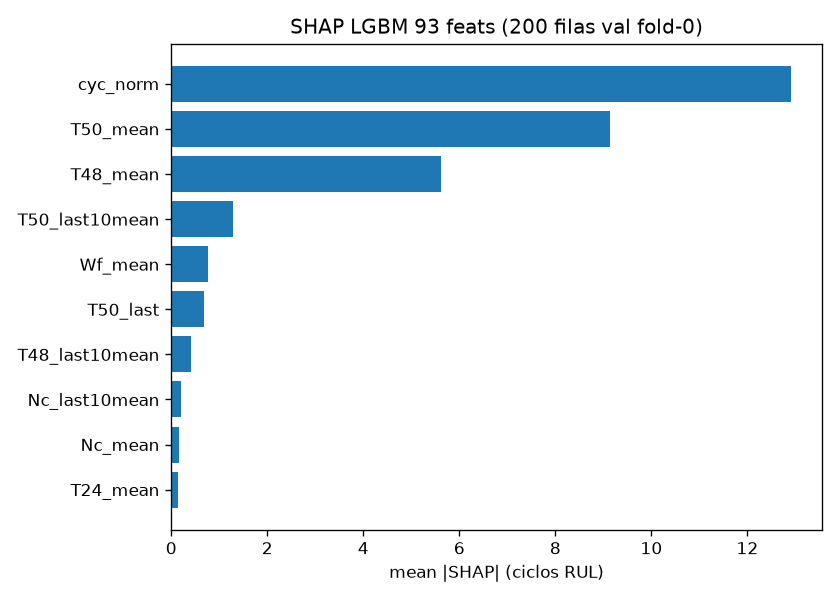 SHAP LGBM 93 feats (200 filas val fold-0)
cyc_norm
T50_mean
T48_mean
T50_last10mean
Wf_mean
T50_last
T48_last10mean
Nc_last10mean
Nc_mean
T24_mean
0 2 4 6 8 10 12
mean |SHAP| (ciclos RUL)